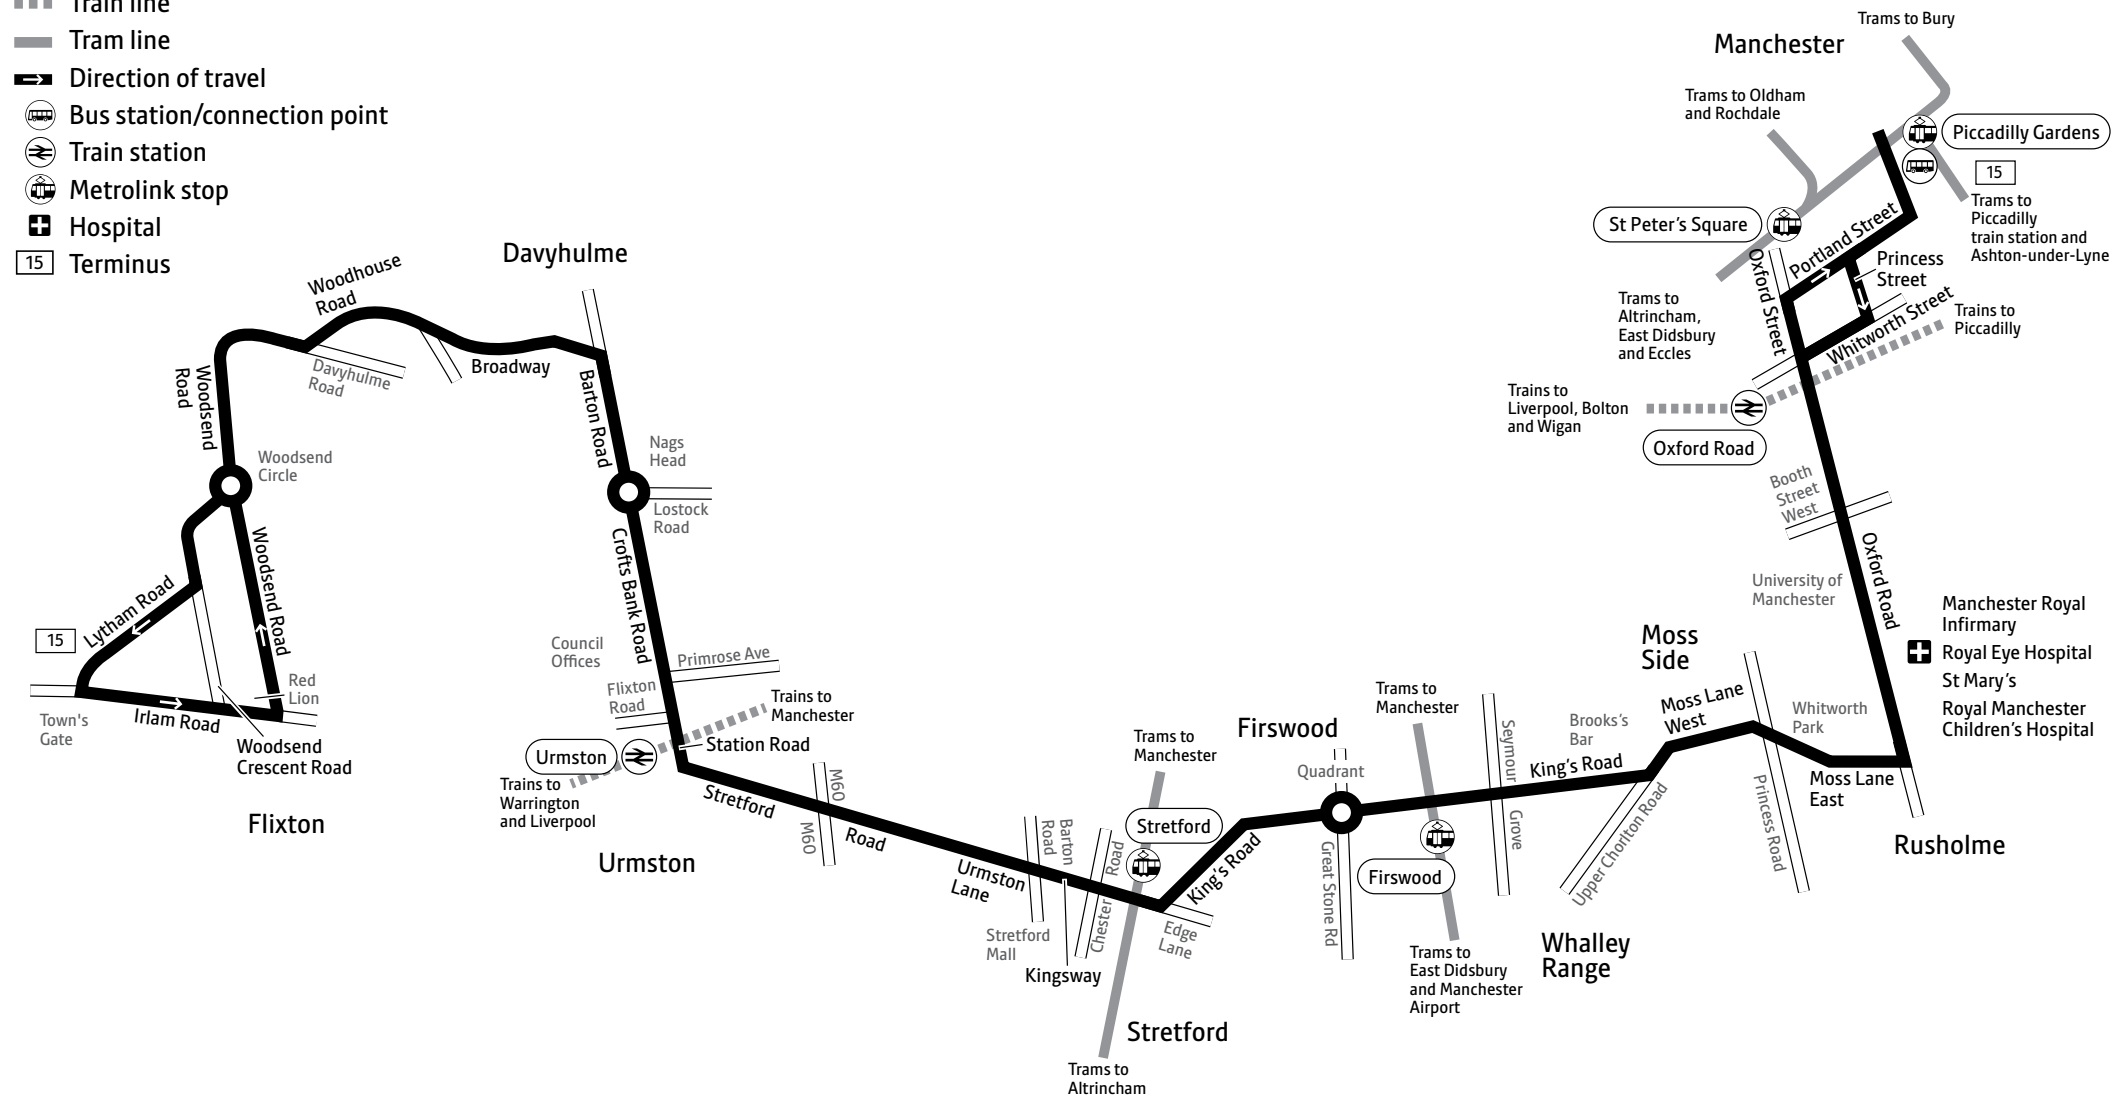 Train line
Tram line
Direction of travel
Bus station/connection point
Train station
Metrolink stop
Hospital
15 Terminus
Manchester
Trams to Bury
Trams to Oldham
and Rochdale
Piccadilly Gardens
15
Trams to
Piccadilly
train station and
Ashton-under-Lyne
St Peter's Square
Portland Street
Oxford Street
Princess
Street
Whitworth Street
Trains to
Piccadilly
Trams to
Altrincham,
East Didsbury
and Eccles
Trains to
Liverpool, Bolton
and Wigan
Oxford Road
Booth
Street
West
Oxford Road
University of
Manchester
Manchester Royal
Infirmary
Royal Eye Hospital
St Mary's
Royal Manchester
Children's Hospital
Moss
Side
Moss Lane
West
Whitworth
Park
Princess Road
Moss Lane
East
Rusholme
Davyhulme
Woodhouse
Road
Davyhulme
Road
Broadway
Woodsend
Road
Woodsend
Circle
Barton Road
Nags
Head
Lostock
Road
Crofts Bank Road
Woodsend Road
Lytham Road
15
Town's
Gate
Irlam Road
Red
Lion
Woodsend
Crescent Road
Flixton
Council
Offices
Primrose Ave
Flixton
Road
Trains to
Manchester
Urmston
Station Road
Trains to
Warrington
and Liverpool
Urmston
Stretford
Road
M60
M60
Urmston
Lane
Barton
Road
Stretford
Mall
Kingsway
Chester
Road
Trams to
Manchester
Stretford
Edge
Lane
King's Road
Stretford
Trams to
Altrincham
Firswood
Quadrant
Great Stone Rd
Trams to
Manchester
Firswood
Trams to
East Didsbury
and Manchester
Airport
Seymour
Grove
Brooks's
Bar
King's Road
Upper Chorlton Road
Whalley
Range